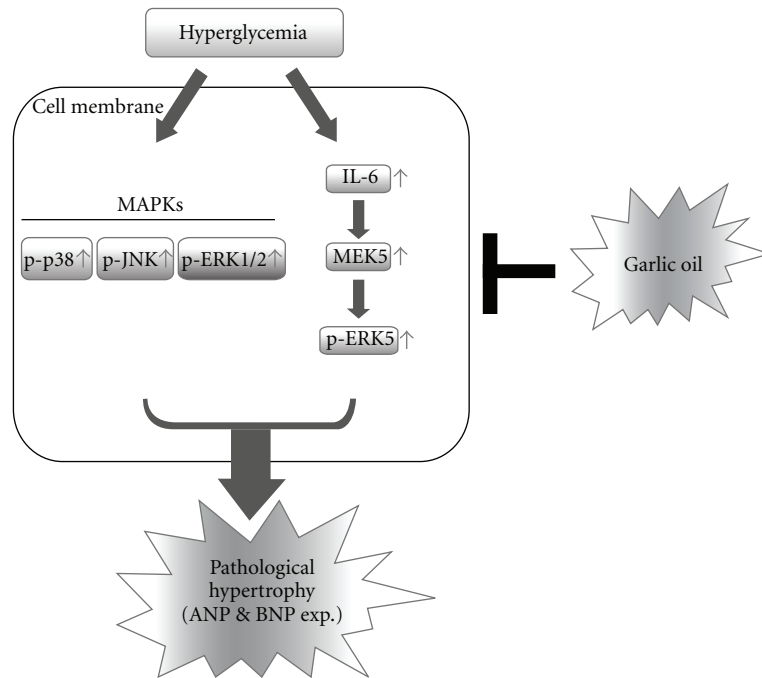 Hyperglycemia
Cell membrane
IL-6 ↑
MAPKs
p-p38↑ p-JNK↑ p-ERK1/2↑
MEK5 ↑
p-ERK5 ↑
Garlic oil
Pathological
hypertrophy
(ANP & BNP exp.)